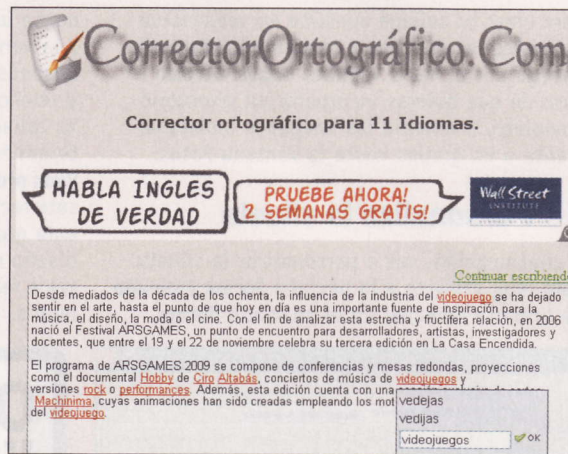 CorrectorOrtográfico.Com
Corrector ortográfico para 11 Idiomas.
HABLA INGLES
DE VERDAD
PRUEBE AHORA!
2 SEMANAS GRATIS!
Wall Street
INSTITUTE
Continuar escribiendo
Desde mediados de la década de los ochenta, la influencia de la industria del videojuego se ha dejado
sentir en el arte, hasta el punto de que hoy en día es una importante fuente de inspiración para la
música, el diseño, la moda o el cine. Con el fin de analizar esta estrecha y fructífera relación, en 2006
nació el Festival ARSGAMES, un punto de encuentro para desarrolladores, artistas, investigadores y
docentes, que entre el 19 y el 22 de noviembre celebra su tercera edición en La Casa Encendida.
El programa de ARSGAMES 2009 se compone de conferencias y mesas redondas, proyecciones
como el documental Hobby de Ciro Altabás, conciertos de música de videojuegos y
versiones rock o performances. Además, esta edición cuenta con una
Machinima, cuyas animaciones han sido creadas empleando los mot
del videojuego.
vedejas
vedijas
videojuegos
OK